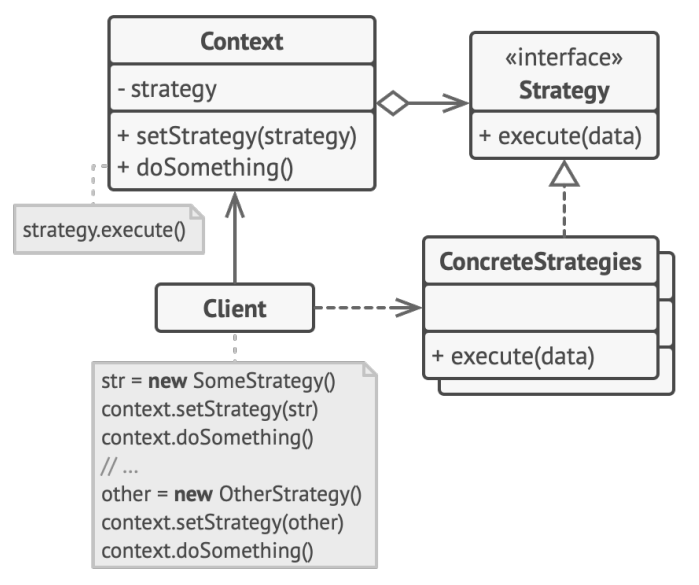 Context
- strategy
+ setStrategy(strategy)
+ doSomething()
strategy.execute()
«interface»
Strategy
+ execute(data)
ConcreteStrategies
+ execute(data)
Client
str = new SomeStrategy()
context.setStrategy(str)
context.doSomething()
// ...
other = new OtherStrategy()
context.setStrategy(other)
context.doSomething()